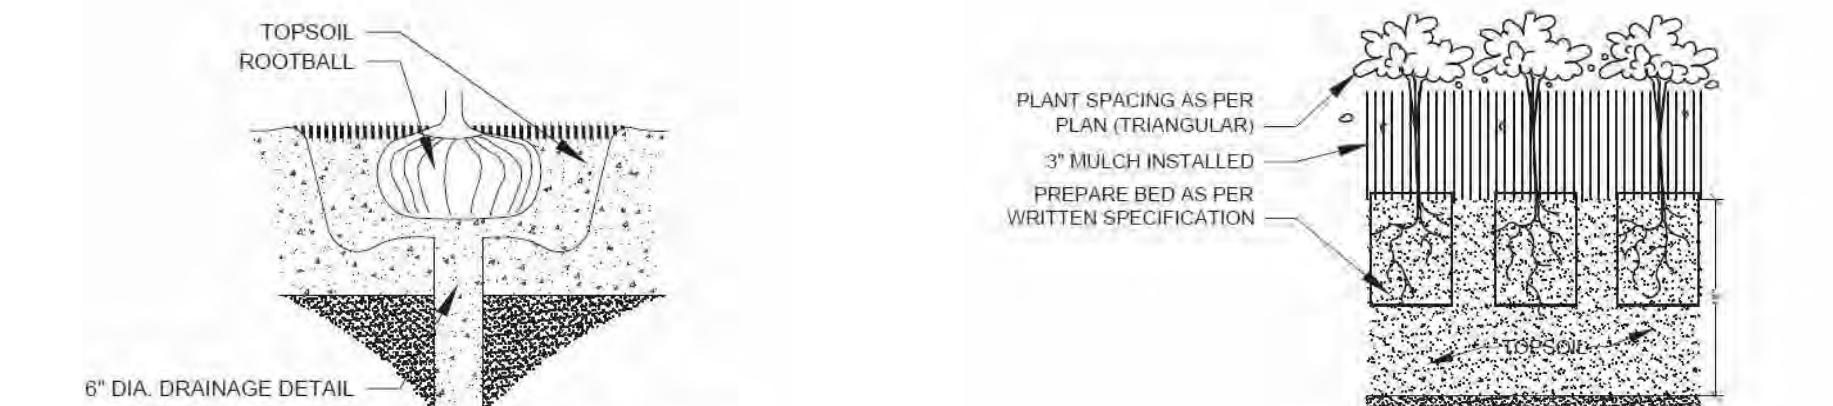 TOPSOIL
ROOTBALL
6" DIA. DRAINAGE DETAIL
PLANT SPACING AS PER
PLAN (TRIANGULAR)
3" MULCH INSTALLED
PREPARE BED AS PER
WRITTEN SPECIFICATION
TOPSOIL